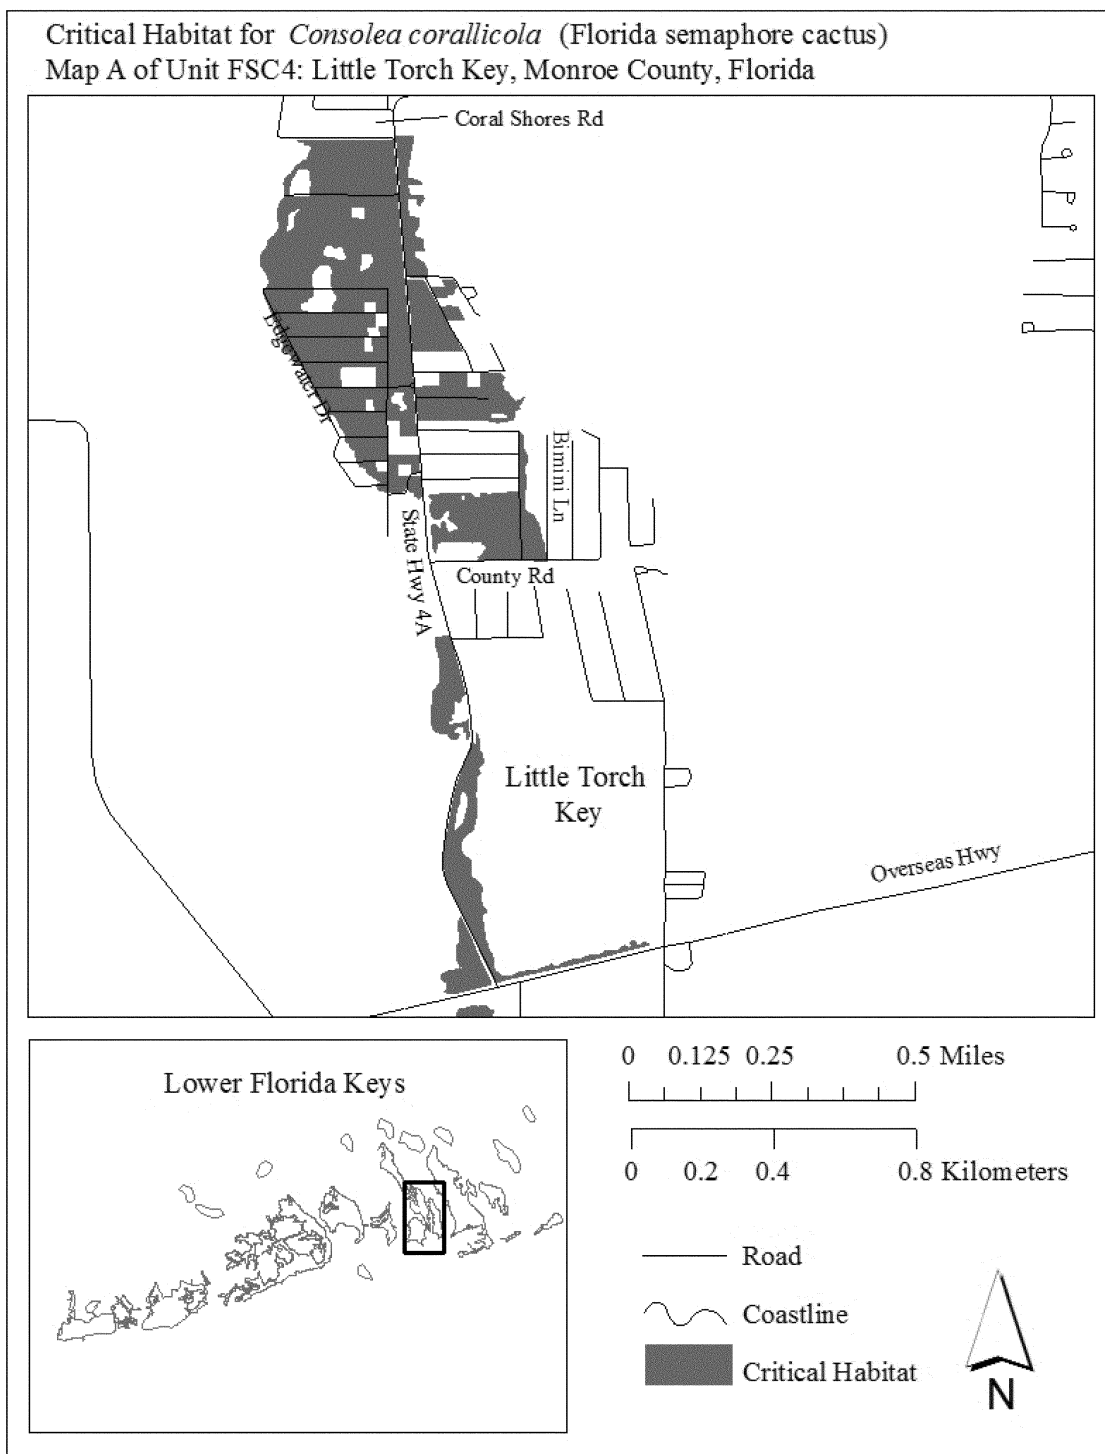 Critical Habitat for Consolea corallicola (Florida semaphore cactus)
Map A of Unit FSC4: Little Torch Key, Monroe County, Florida
Coral Shores Rd
Edgewater Dr
Bimini Ln
State Hwy 4A
County Rd
Little Torch
Key
Overseas Hwy
Lower Florida Keys
0 0.125 0.25 0.5 Miles
0 0.2 0.4 0.8 Kilometers
Road
Coastline
Critical Habitat
N